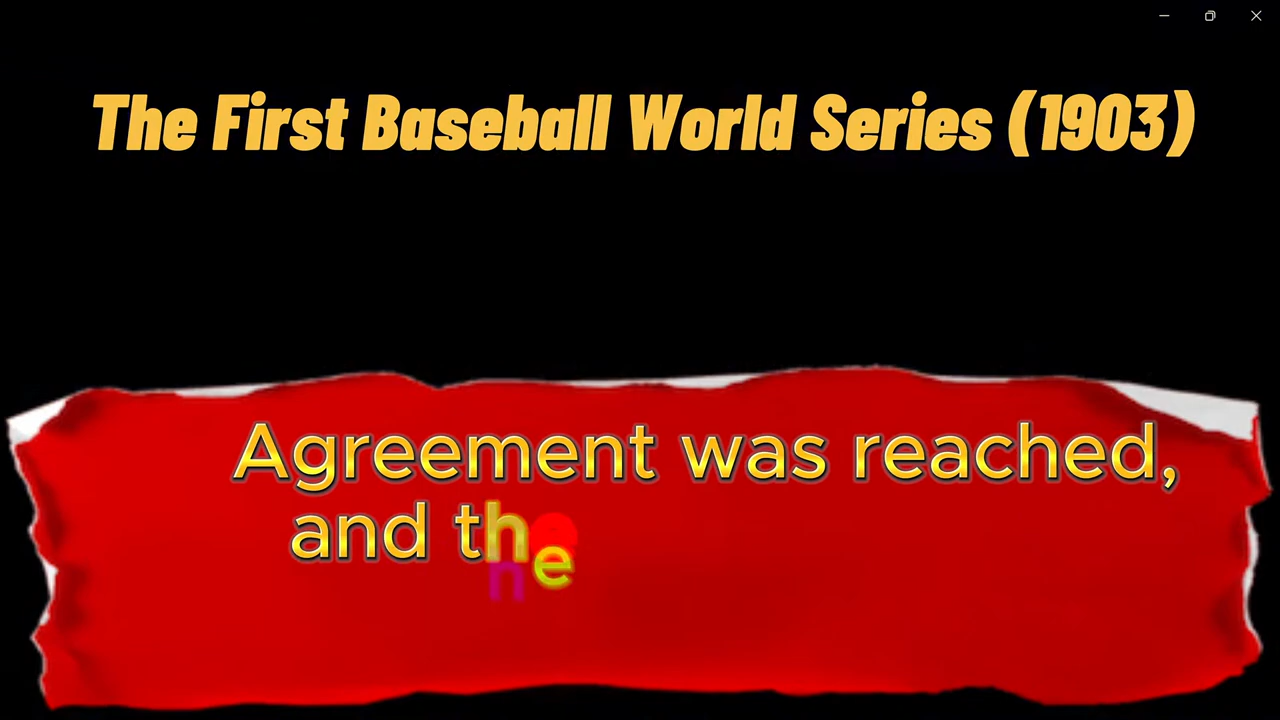 The First Baseball World Series (1903)
Agreement was reached,
and the